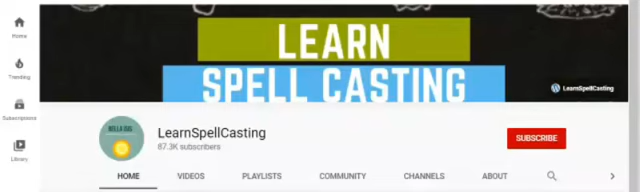 LEARN
SPELL CASTING
LearnSpellCasting
Home
Trending
Subscriptions
Library
LearnSpellCasting
87.3K subscribers
SUBSCRIBE
HOME VIDEOS PLAYLISTS COMMUNITY CHANNELS ABOUT